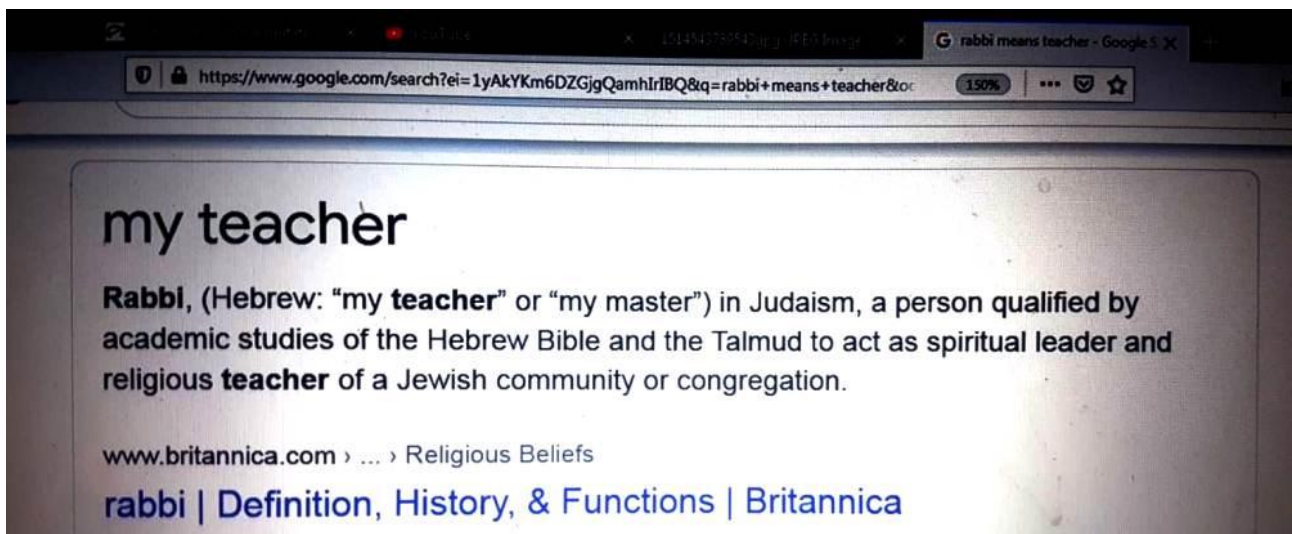 YouTube
rabbi means teacher - Google S
https://www.google.com/search?ei=1yAkYKm6DZGjgQamhIrIBQ&q=rabbi+means+teacher&oc
150%
my teacher
Rabbi, (Hebrew: “my teacher” or “my master”) in Judaism, a person qualified by
academic studies of the Hebrew Bible and the Talmud to act as spiritual leader and
religious teacher of a Jewish community or congregation.
www.britannica.com › ... › Religious Beliefs
rabbi | Definition, History, & Functions | Britannica